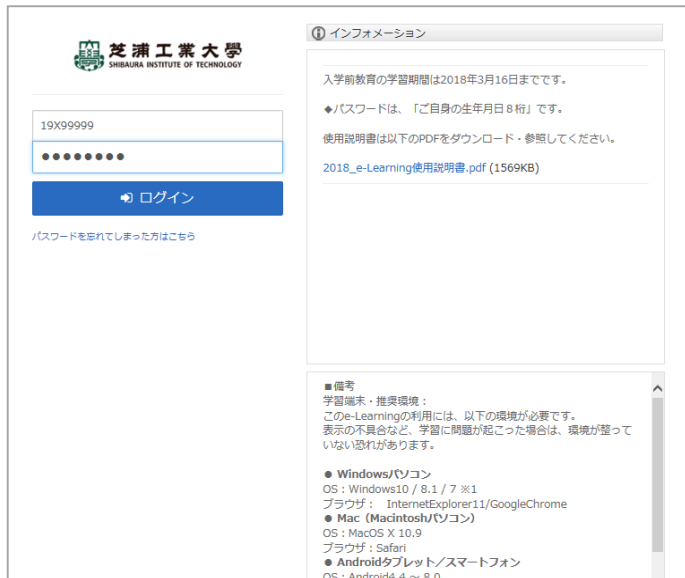 芝浦工業大學
SHIBAURA INSTITUTE OF TECHNOLOGY
19X99999
●●●●●●●●
ログイン
パスワードを忘れてしまった方はこちら
インフォメーション
入学前教育の学習期間は2018年3月16日までです。
◆パスワードは、「ご自身の生年月日８桁」です。
使用説明書は以下のPDFをダウンロード・参照してください。
2018_e-Learning使用説明書.pdf (1569KB)
■備考
学習端末・推奨環境：
このe-Learningの利用には、以下の環境が必要です。
表示の不具合など、学習に問題が起こった場合は、環境が整って
いない恐れがあります。
● Windowsパソコン
OS：Windows10 / 8.1 / 7 ※1
ブラウザ： InternetExplorer11/GoogleChrome
● Mac（Macintoshパソコン）
OS：MacOS X 10.9
ブラウザ：Safari
● Androidタブレット／スマートフォン
OS：Android4.4 ～ 8.0